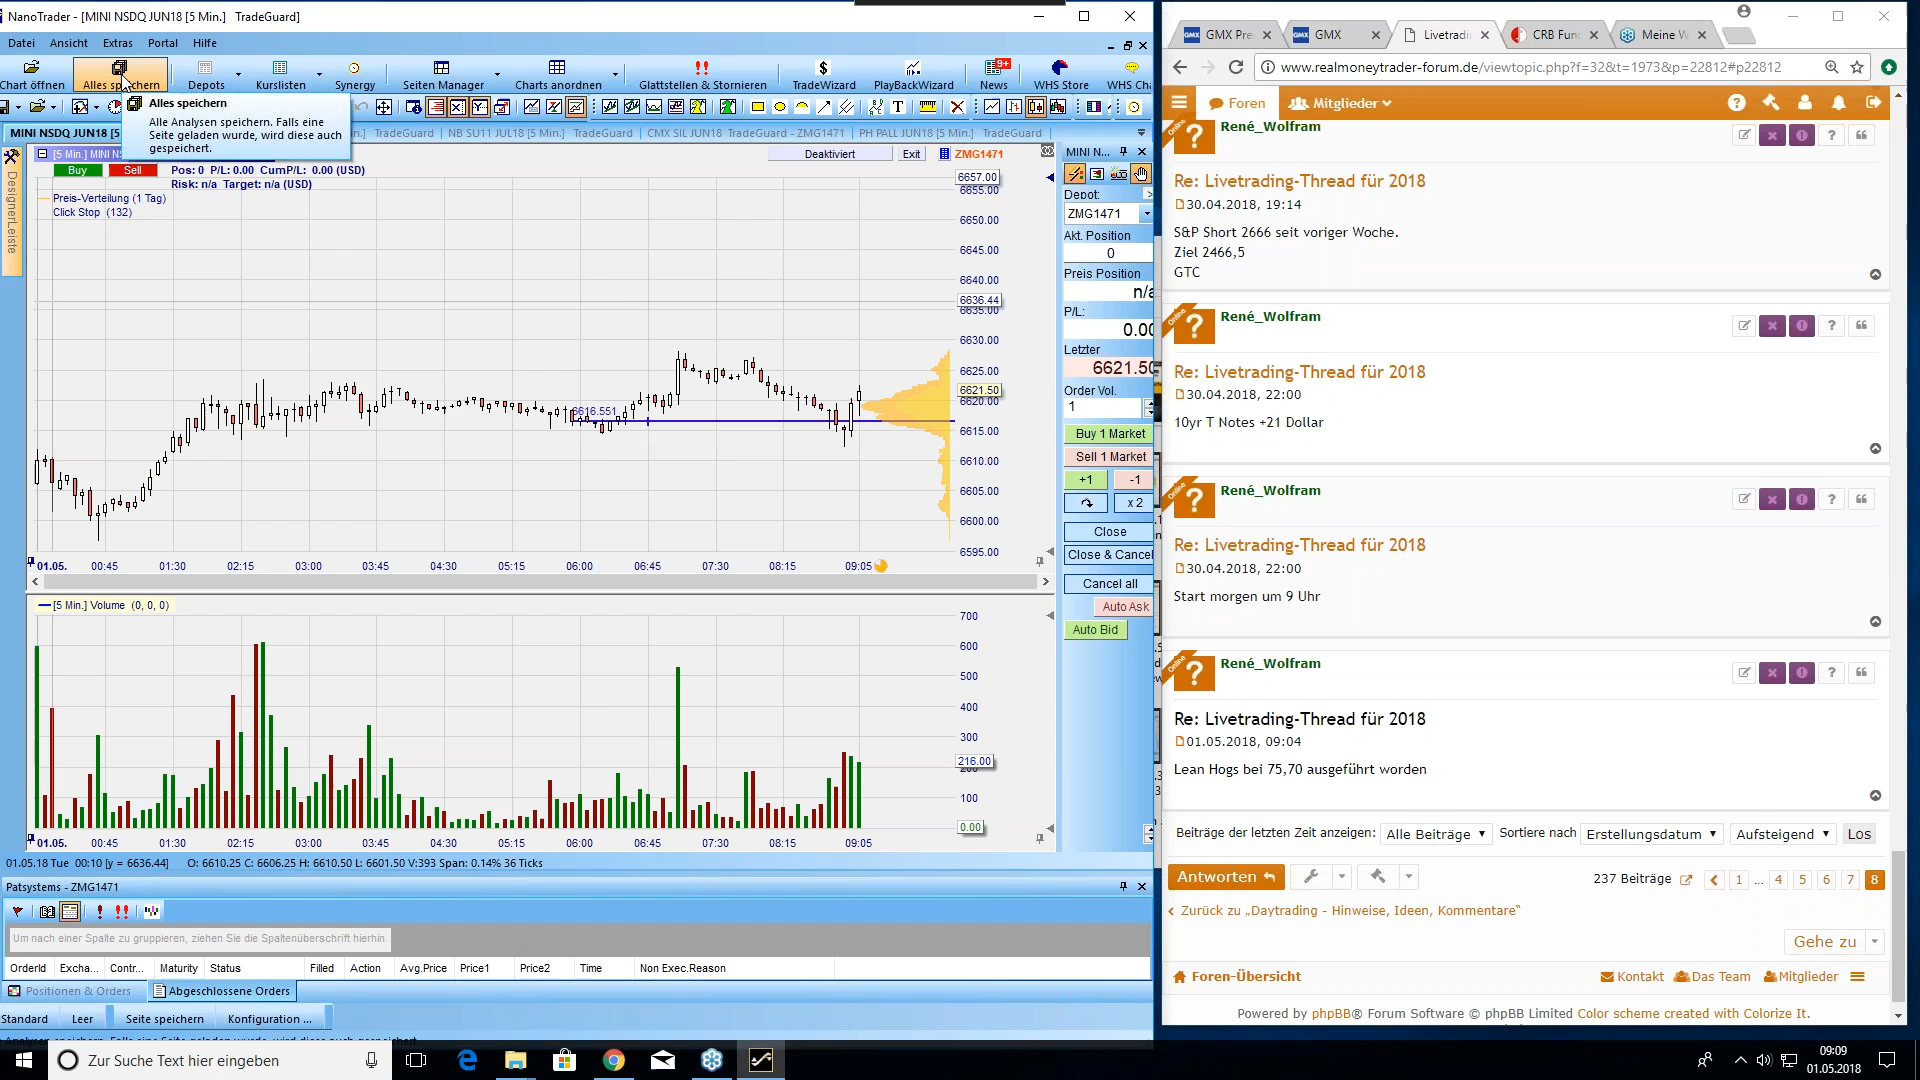 NanoTrader - [MINI NSDQ JUN18 [5 Min.]   TradeGuard]
Datei Ansicht Extras Portal Hilfe
Chart öffnen Alles speichern Depots Kurslisten Synergy Seiten Manager Charts anordnen Glattstellen & Stornieren TradeWizard PlayBackWizard News 9+ WHS Store WHS Cha
Alles speichern
Alle Analysen speichern. Falls eine
Seite geladen wurde, wird diese auch
gespeichert.
MINI NSDQ JUN18 [5 Min.] TradeGuard NB SU11 JUL18 [5 Min.] TradeGuard CMX SIL JUN18 TradeGuard - ZMG1471 PH PALL JUN18 [5 Min.] TradeGuard
DesignerLeiste
[5 Min.] MINI NS
Deaktiviert Exit ZMG1471
Buy Sell Pos: 0 P/L: 0.00 CumP/L: 0.00 (USD)
Risk: n/a Target: n/a (USD)
Preis-Verteilung (1 Tag)
Click Stop (132)
6657.00
6655.00
6650.00
6645.00
6640.00
6636.44
6635.00
6630.00
6625.00
6621.50
6620.00
6615.00
6610.00
6605.00
6600.00
6595.00
6616.551
01.05. 00:45 01:30 02:15 03:00 03:45 04:30 05:15 06:00 06:45 07:30 08:15 09:05
[5 Min.] Volume (0, 0, 0)
700
600
500
400
300
216.00
200
100
0.00
01.05. 00:45 01:30 02:15 03:00 03:45 04:30 05:15 06:00 06:45 07:30 08:15 09:05
01.05.18 Tue 00:10 [y = 6636.44] O: 6610.25 C: 6606.25 H: 6610.50 L: 6601.50 V:393 Span: 0.14% 36 Ticks
MINI N...
Depot:
ZMG1471
Akt. Position
0
Preis Position
n/a
P/L:
0.00
Letzter
6621.50
Order Vol.
1
Buy 1 Market
Sell 1 Market
+1 -1
x 2
Close
Close & Cancel
Cancel all
Auto Ask
Auto Bid
Patsystems - ZMG1471
Um nach einer Spalte zu gruppieren, ziehen Sie die Spaltenüberschrift hierhin.
OrderId Excha... Contr... Maturity Status Filled Action Avg.Price Price1 Price2 Time Non Exec.Reason
Positionen & Orders Abgeschlossene Orders
Standard Leer Seite speichern Konfiguration ...
GMX Pre GMX Livetradi CRB Fun Meine W
www.realmoneytrader-forum.de/viewtopic.php?f=32&t=1973&p=22812#p22812
Foren Mitglieder
Online René_Wolfram
Re: Livetrading-Thread für 2018
30.04.2018, 19:14
S&P Short 2666 seit voriger Woche.
Ziel 2466,5
GTC
Online René_Wolfram
Re: Livetrading-Thread für 2018
30.04.2018, 22:00
10yr T Notes +21 Dollar
Online René_Wolfram
Re: Livetrading-Thread für 2018
30.04.2018, 22:00
Start morgen um 9 Uhr
Online René_Wolfram
Re: Livetrading-Thread für 2018
01.05.2018, 09:04
Lean Hogs bei 75,70 ausgeführt worden
Beiträge der letzten Zeit anzeigen: Alle Beiträge Sortiere nach Erstellungsdatum Aufsteigend Los
Antworten 237 Beiträge 1 ... 4 5 6 7 8
Zurück zu „Daytrading - Hinweise, Ideen, Kommentare“
Gehe zu
Foren-Übersicht Kontakt Das Team Mitglieder
Powered by phpBB® Forum Software © phpBB Limited Color scheme created with Colorize It.
Zur Suche Text hier eingeben
09:09
01.05.2018